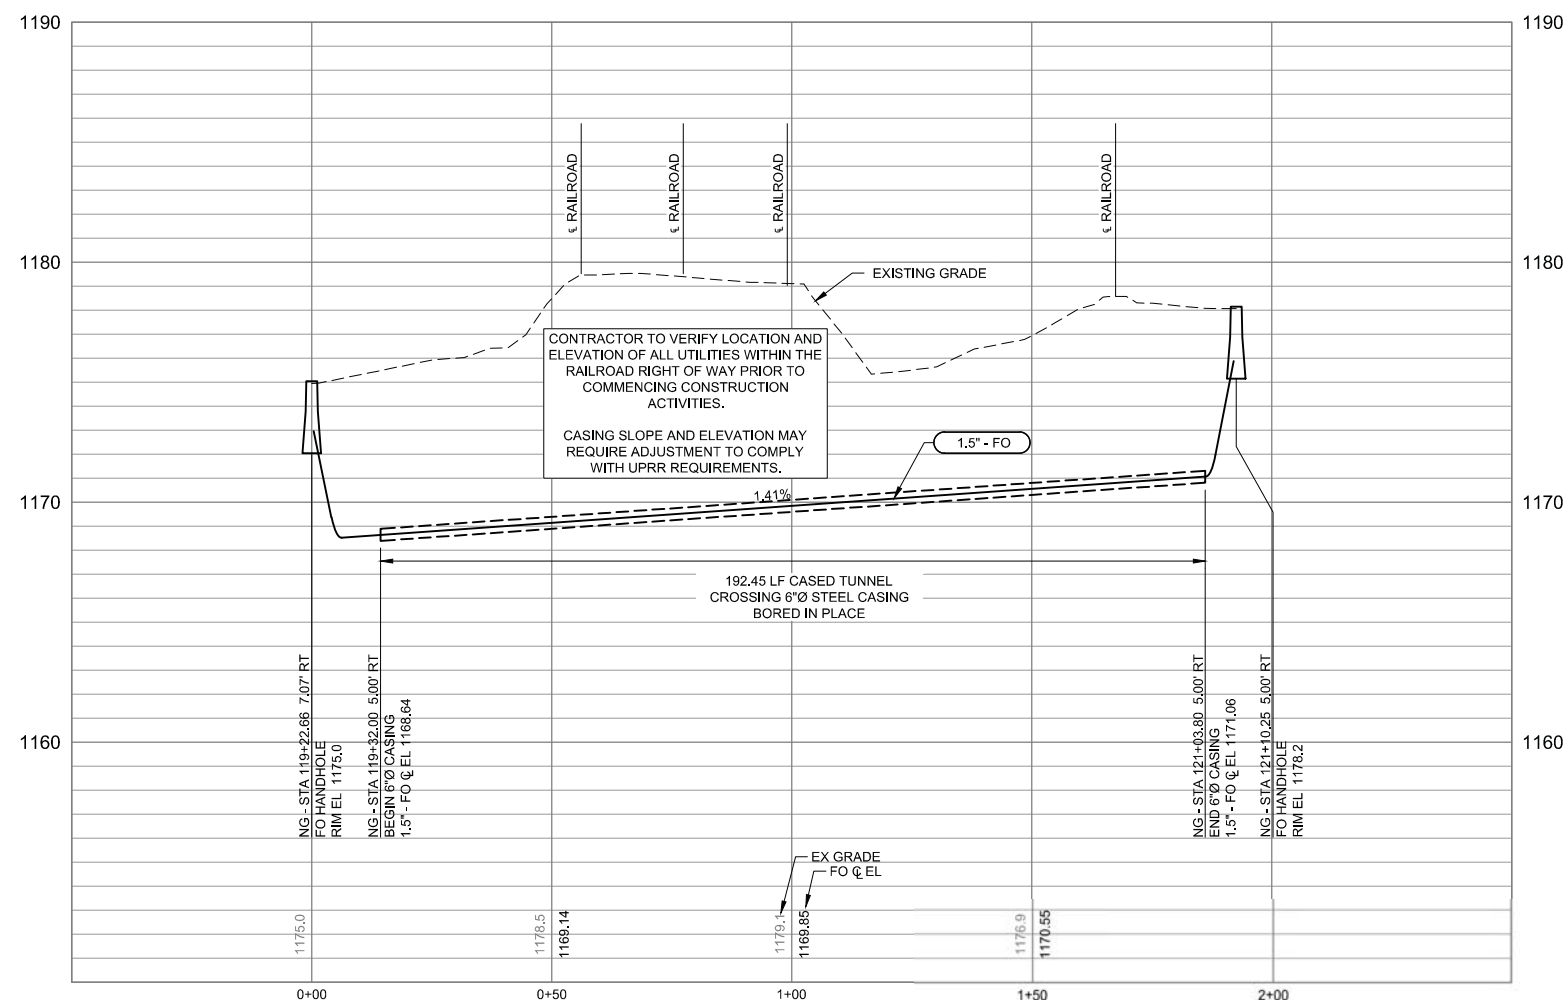 1190
1190
℄ RAILROAD
℄ RAILROAD
℄ RAILROAD
℄ RAILROAD
1180
1180
EXISTING GRADE
CONTRACTOR TO VERIFY LOCATION AND
ELEVATION OF ALL UTILITIES WITHIN THE
RAILROAD RIGHT OF WAY PRIOR TO
COMMENCING CONSTRUCTION
ACTIVITIES.
CASING SLOPE AND ELEVATION MAY
REQUIRE ADJUSTMENT TO COMPLY
WITH UPRR REQUIREMENTS.
1.5" - FO
1.41%
1170
1170
192.45 LF CASED TUNNEL
CROSSING 6"Ø STEEL CASING
BORED IN PLACE
NG - STA 119+22.66 7.07' RT
FO HANDHOLE
RIM EL 1175.0
NG - STA 119+32.00 5.00' RT
BEGIN 6"Ø CASING
1.5" - FO ℄ EL 1168.64
NG - STA 121+03.80 5.00' RT
END 6"Ø CASING
1.5" - FO ℄ EL 1171.06
NG - STA 121+10.25 5.00' RT
FO HANDHOLE
RIM EL 1178.2
1160
1160
EX GRADE
FO ℄ EL
1175.0
1178.5
1169.14
1179.1
1169.85
1176.9
1170.55
0+00
0+50
1+00
1+50
2+00